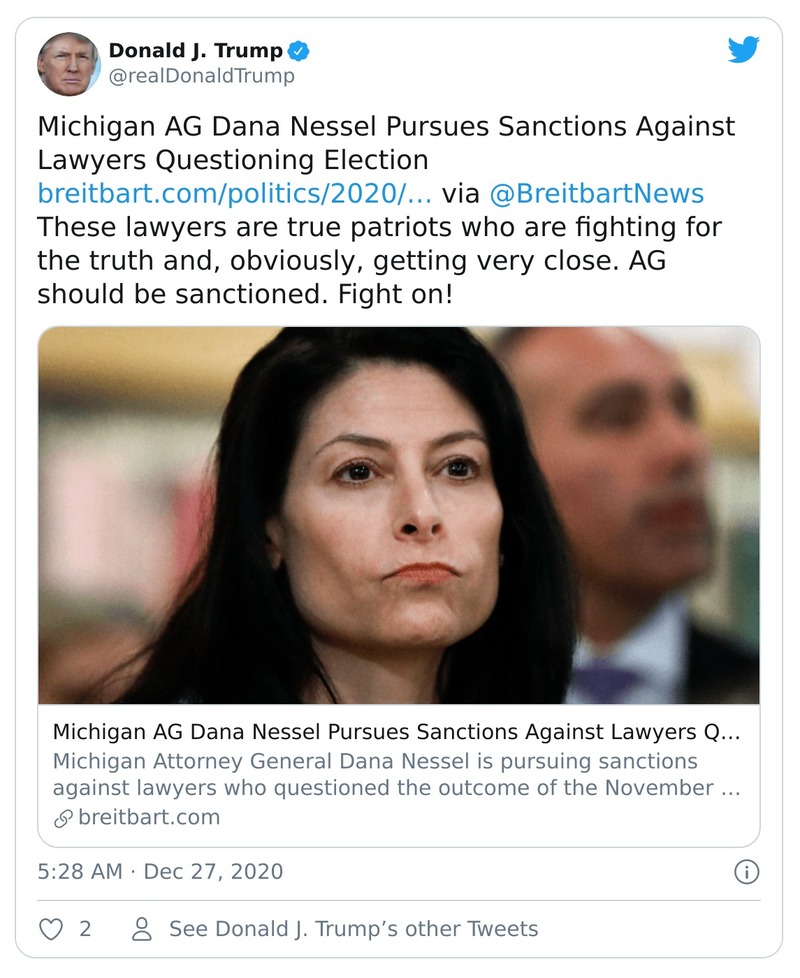 Donald J. Trump
@realDonaldTrump
Michigan AG Dana Nessel Pursues Sanctions Against
Lawyers Questioning Election
breitbart.com/politics/2020/… via @BreitbartNews
These lawyers are true patriots who are fighting for
the truth and, obviously, getting very close. AG
should be sanctioned. Fight on!
Michigan AG Dana Nessel Pursues Sanctions Against Lawyers Q…
Michigan Attorney General Dana Nessel is pursuing sanctions
against lawyers who questioned the outcome of the November …
breitbart.com
5:28 AM · Dec 27, 2020
2 See Donald J. Trump’s other Tweets